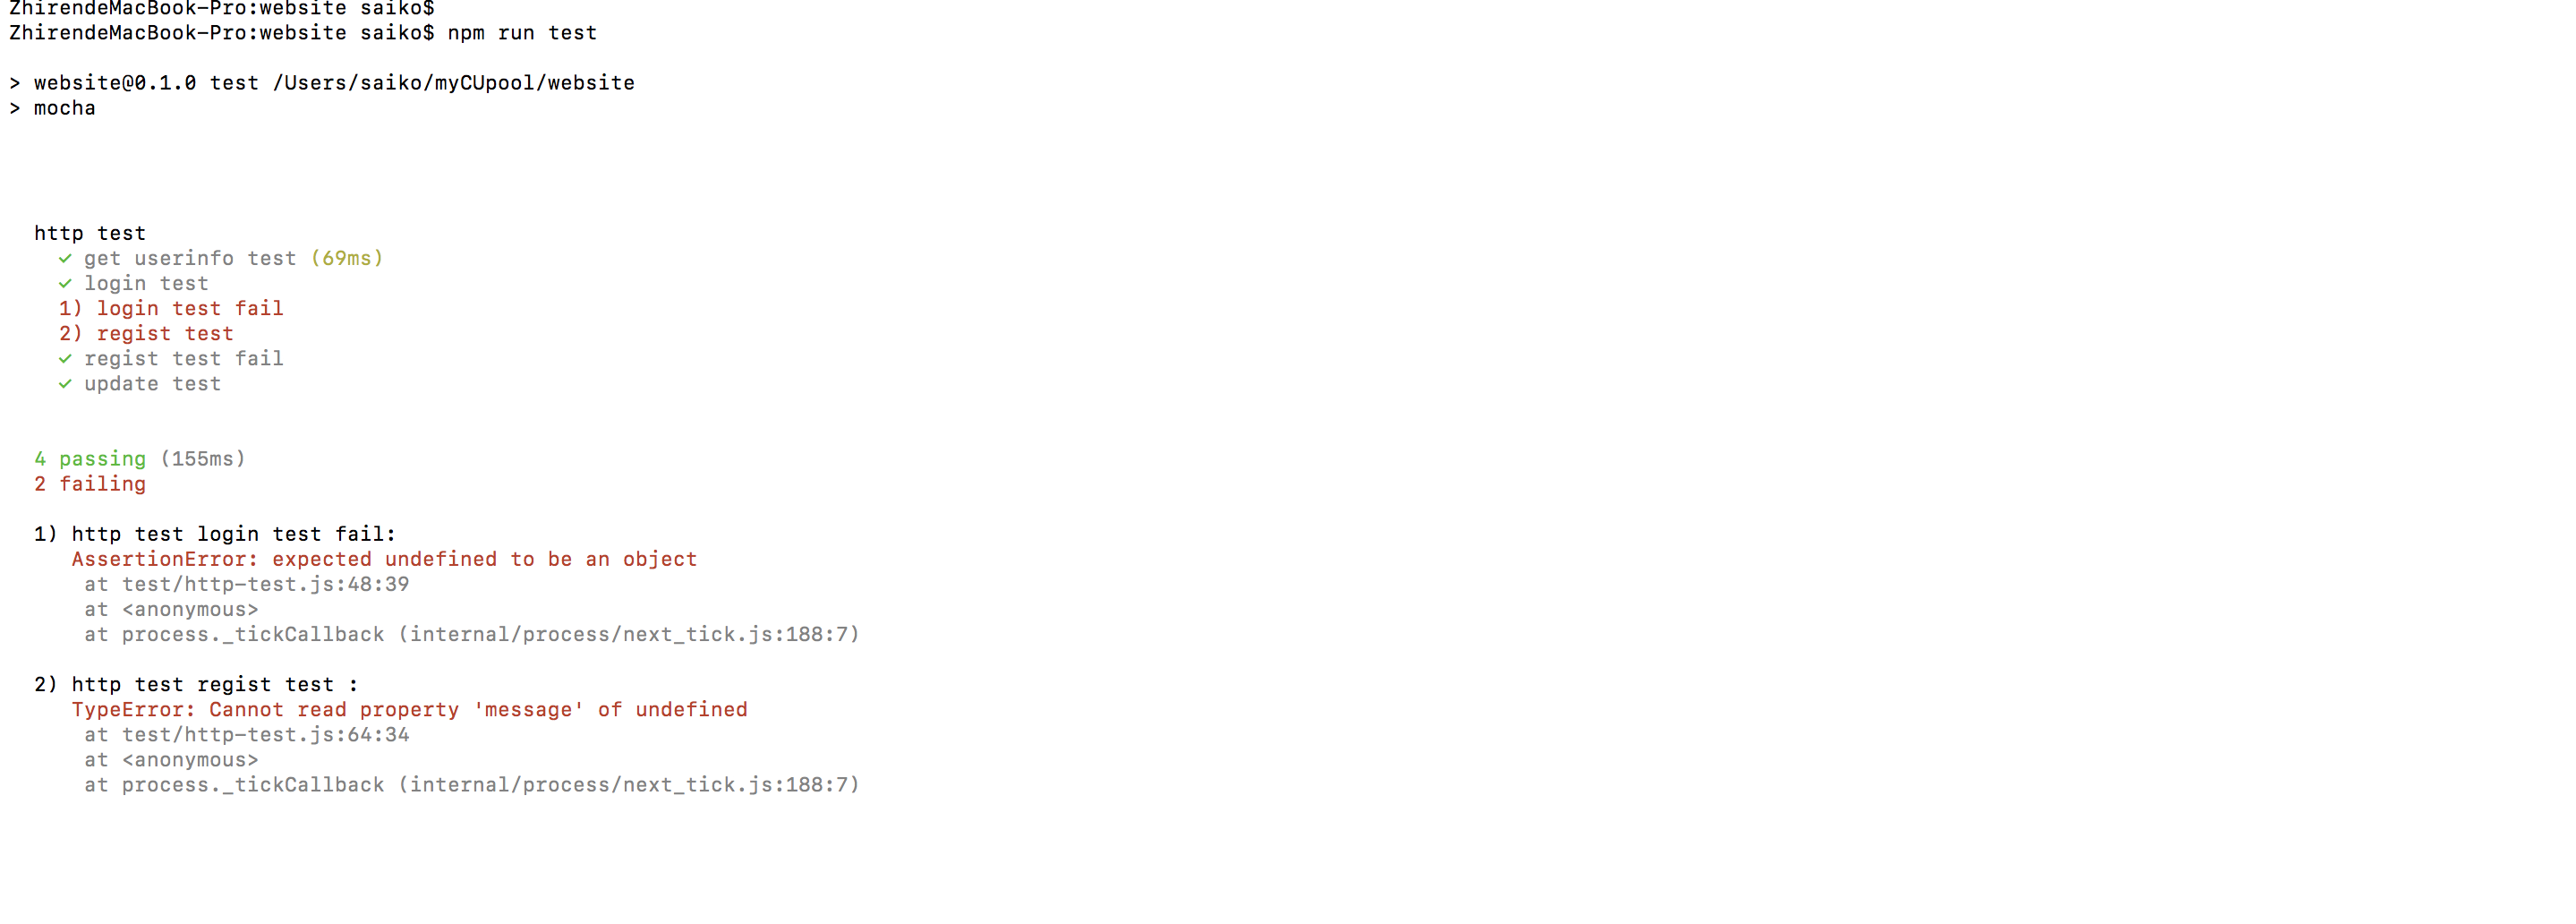 ZhirendeMacBook-Pro:website saiko$
ZhirendeMacBook-Pro:website saiko$ npm run test
> website@0.1.0 test /Users/saiko/myCUpool/website
> mocha
http test
✓ get userinfo test (69ms)
✓ login test
1) login test fail
2) regist test
✓ regist test fail
✓ update test
4 passing (155ms)
2 failing
1) http test login test fail:
AssertionError: expected undefined to be an object
at test/http-test.js:48:39
at <anonymous>
at process._tickCallback (internal/process/next_tick.js:188:7)
2) http test regist test :
TypeError: Cannot read property 'message' of undefined
at test/http-test.js:64:34
at <anonymous>
at process._tickCallback (internal/process/next_tick.js:188:7)